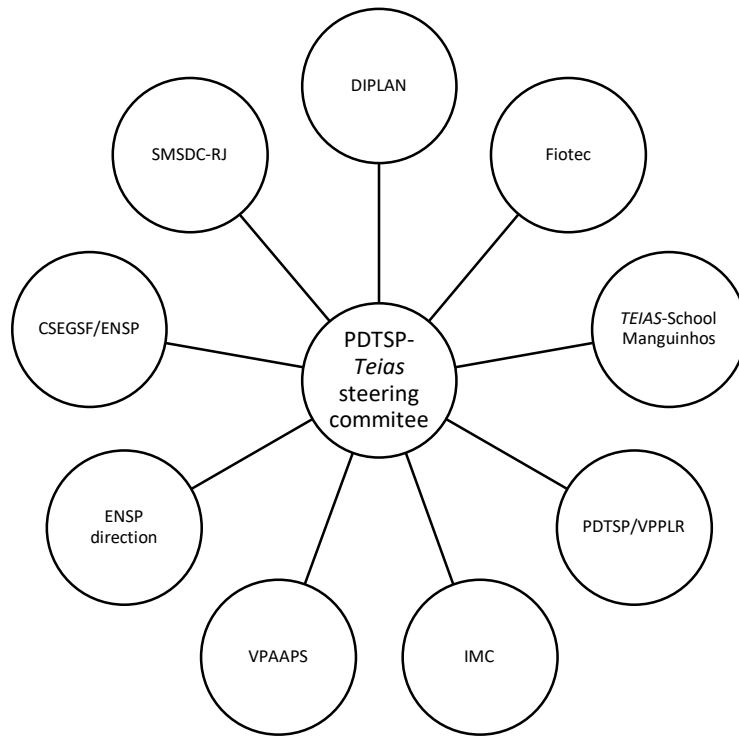 DIPLAN
SMSDC-RJ
Fiotec
CSEGSF/ENSP
TEIAS-School
Manguinhos
PDTSP-
Teias
steering
commitee
ENSP
direction
PDTSP/VPPLR
VPAAPS
IMC